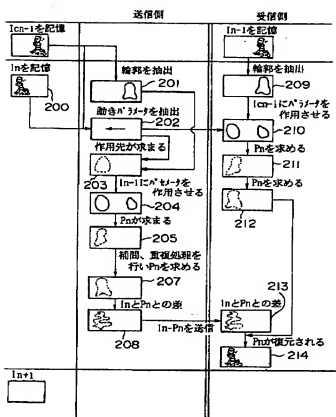 送信側
受信側
Icn-1を記憶
In-1を記憶
Inを記憶
200
輪郭を抽出
201
動きパラメータを抽出
202
作用先が求まる
203
In-1にパセメータを
作用させる
204
Pnが求まる
205
補間、重複処理を
行いPnを求める
207
InとPnとの差
208
In-Pnを送信
輪郭を抽出
209
Icn-1にパラメータを
作用させる
210
Pnを求める
211
Pnを求める
212
213
InとPnとの差
Pnが復元される
214
In+1